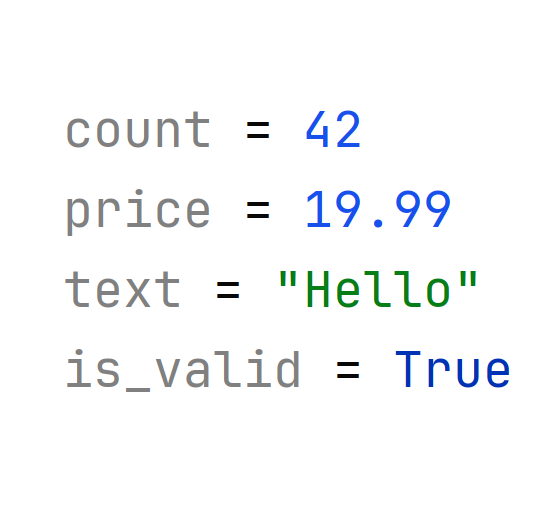 count = 42
price = 19.99
text = "Hello"
is_valid = True